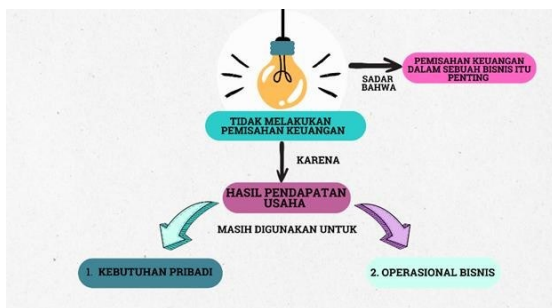 PEMISAHAN KEUANGAN
DALAM SEBUAH BISNIS ITU
PENTING
SADAR
BAHWA
TIDAK MELAKUKAN
PEMISAHAN KEUANGAN
KARENA
HASIL PENDAPATAN
USAHA
MASIH DIGUNAKAN UNTUK
1. KEBUTUHAN PRIBADI
2. OPERASIONAL BISNIS